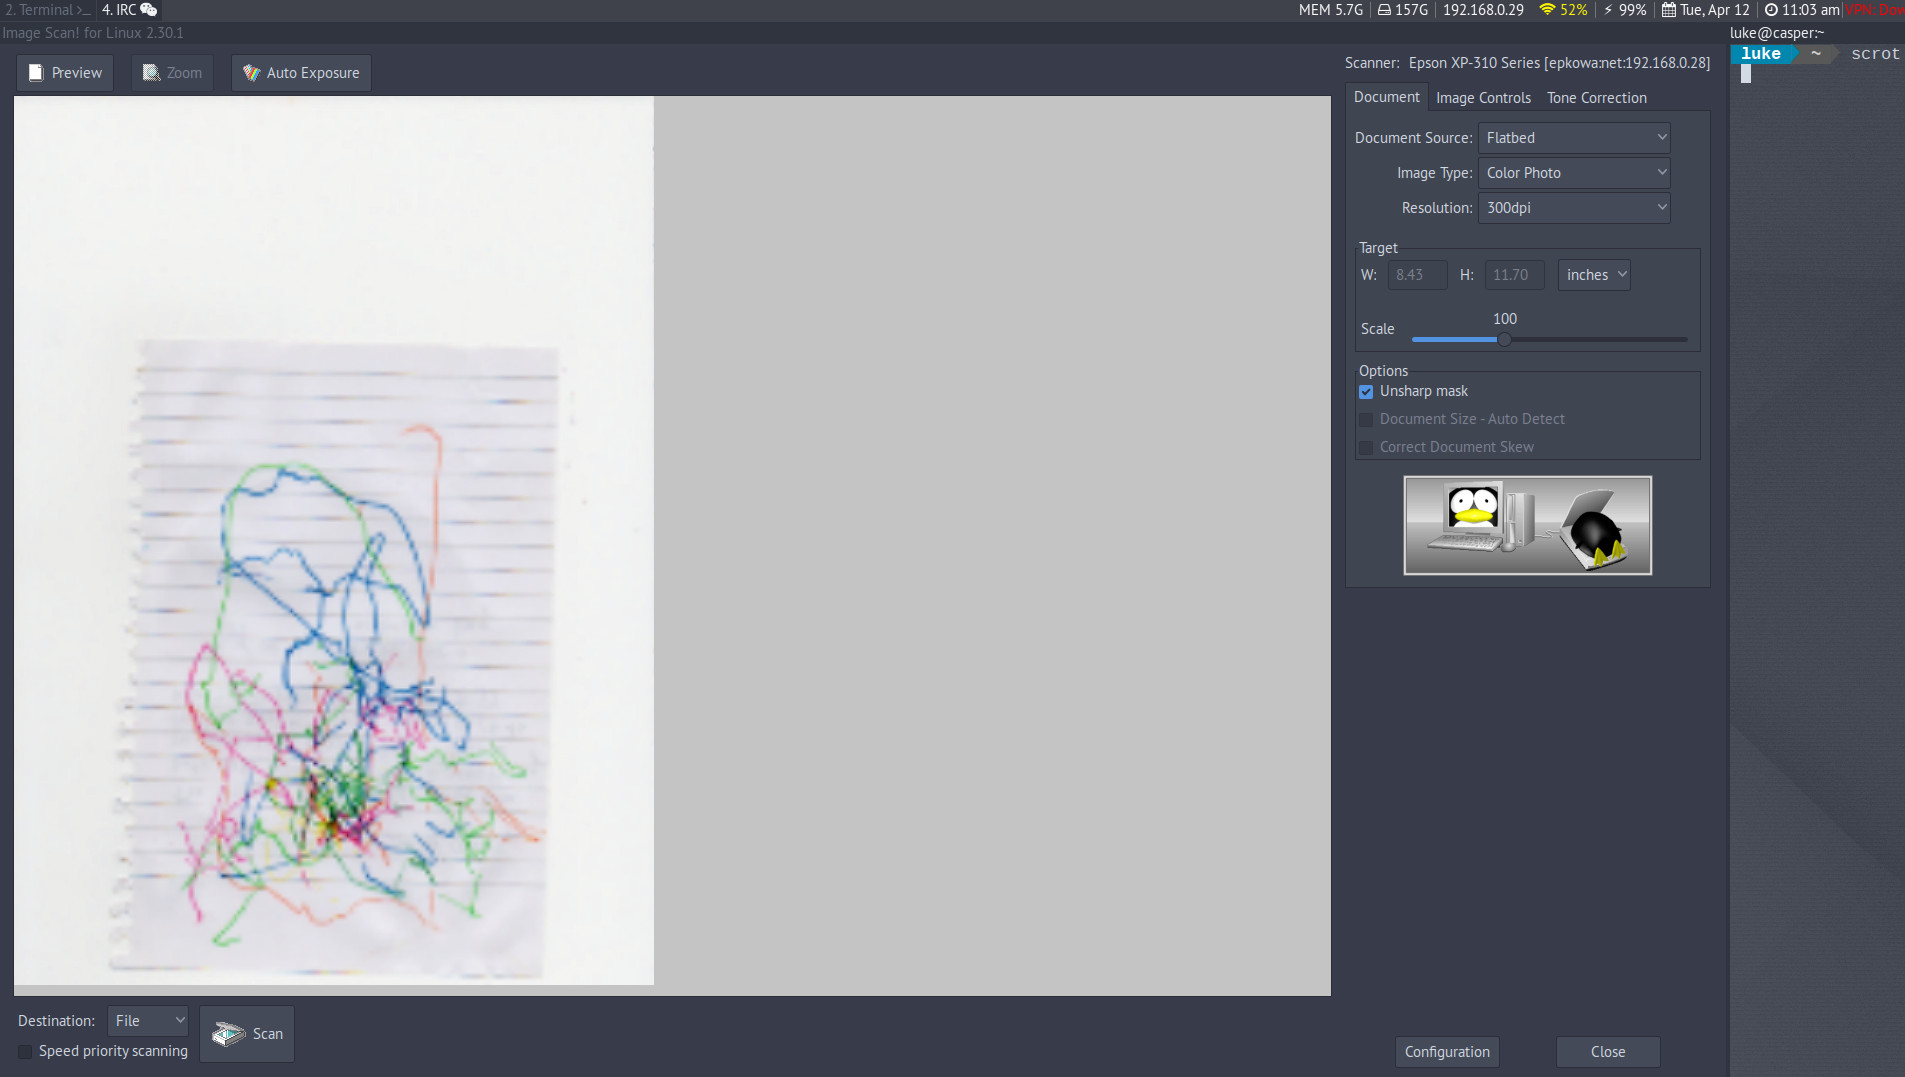 2. Terminal >_ 4. IRC
MEM 5.7G 157G 192.168.0.29 52% 99% Tue, Apr 12 11:03 am
Image Scan! for Linux 2.30.1
luke@casper:~
luke ~ scrot
Preview Zoom Auto Exposure
Scanner: Epson XP-310 Series [epkowa:net:192.168.0.28]
Document Image Controls Tone Correction
Document Source: Flatbed
Image Type: Color Photo
Resolution: 300dpi
Target
W: 8.43 H: 11.70 inches
100
Scale
Options
Unsharp mask
Document Size - Auto Detect
Correct Document Skew
Destination: File
Scan
Speed priority scanning
Configuration Close